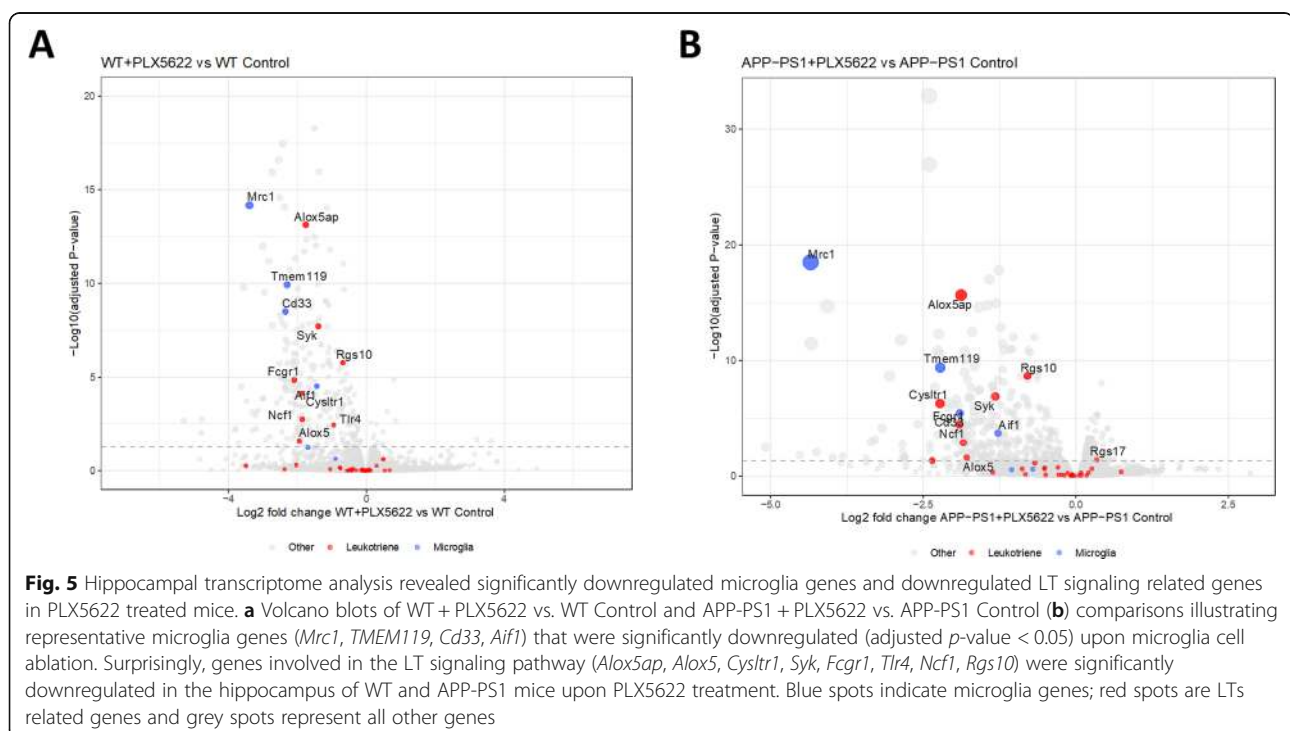 A
WT+PLX5622 vs WT Control
20
15
10
5
0
−Log10(adjusted P−value)
Mrc1
Alox5ap
Tmem119
Cd33
Syk
Rgs10
Fcgr1
Aif1
Cysltr1
Ncf1
Tlr4
Alox5
−4
0
4
Log2 fold change WT+PLX5622 vs WT Control
Other
Leukotriene
Microglia
B
APP−PS1+PLX5622 vs APP−PS1 Control
30
20
10
0
−Log10(adjusted P−value)
Mrc1
Alox5ap
Tmem119
Rgs10
Cysltr1
Syk
Fcgr1
Cd33
Aif1
Ncf1
Rgs17
Alox5
−5.0
−2.5
0.0
2.5
Log2 fold change APP−PS1+PLX5622 vs APP−PS1 Control
Other
Leukotriene
Microglia
Fig. 5 Hippocampal transcriptome analysis revealed significantly downregulated microglia genes and downregulated LT signaling related genes
in PLX5622 treated mice. a Volcano blots of WT + PLX5622 vs. WT Control and APP-PS1 + PLX5622 vs. APP-PS1 Control (b) comparisons illustrating
representative microglia genes (Mrc1, TMEM119, Cd33, Aif1) that were significantly downregulated (adjusted p-value < 0.05) upon microglia cell
ablation. Surprisingly, genes involved in the LT signaling pathway (Alox5ap, Alox5, Cysltr1, Syk, Fcgr1, Tlr4, Ncf1, Rgs10) were significantly
downregulated in the hippocampus of WT and APP-PS1 mice upon PLX5622 treatment. Blue spots indicate microglia genes; red spots are LTs
related genes and grey spots represent all other genes